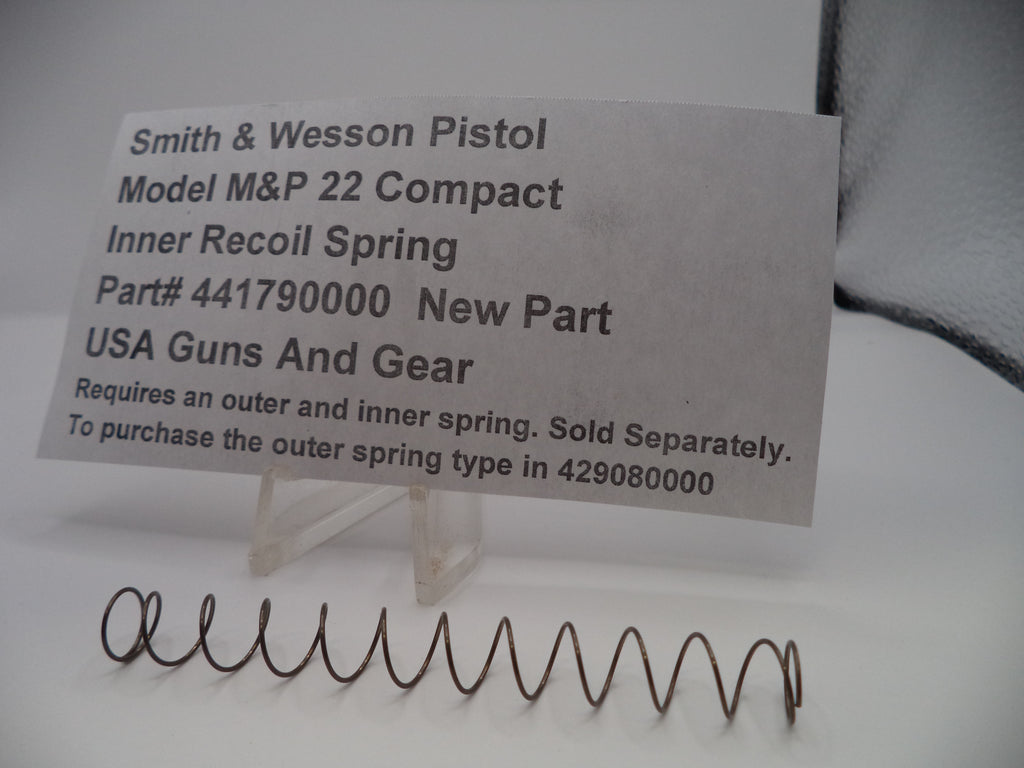 Smith & Wesson Pistol
Model M&P 22 Compact
Inner Recoil Spring
Part# 441790000 New Part
USA Guns And Gear
Requires an outer and inner spring. Sold Separately.
To purchase the outer spring type in 429080000